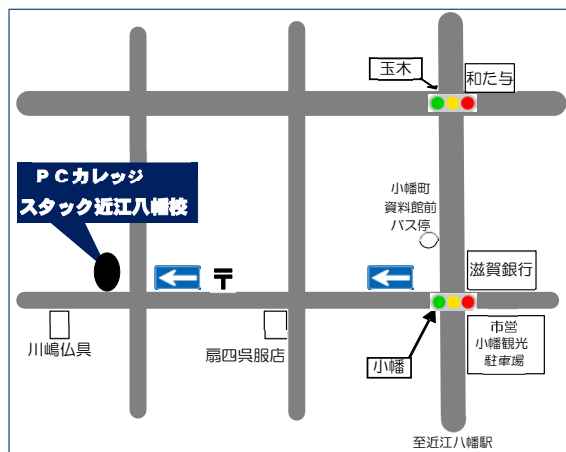 玉木
和た与
ＰＣカレッジ
スタック近江八幡校
小幡町
資料館前
バス停
〒
滋賀銀行
川嶋仏具
扇四呉服店
小幡
市営
小幡観光
駐車場
至近江八幡駅